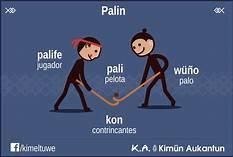 Palin
palife
jugador
pali
pelota
wüño
palo
kon
contrincantes
/kimeltuwe
K.A. Kimün Aukantun